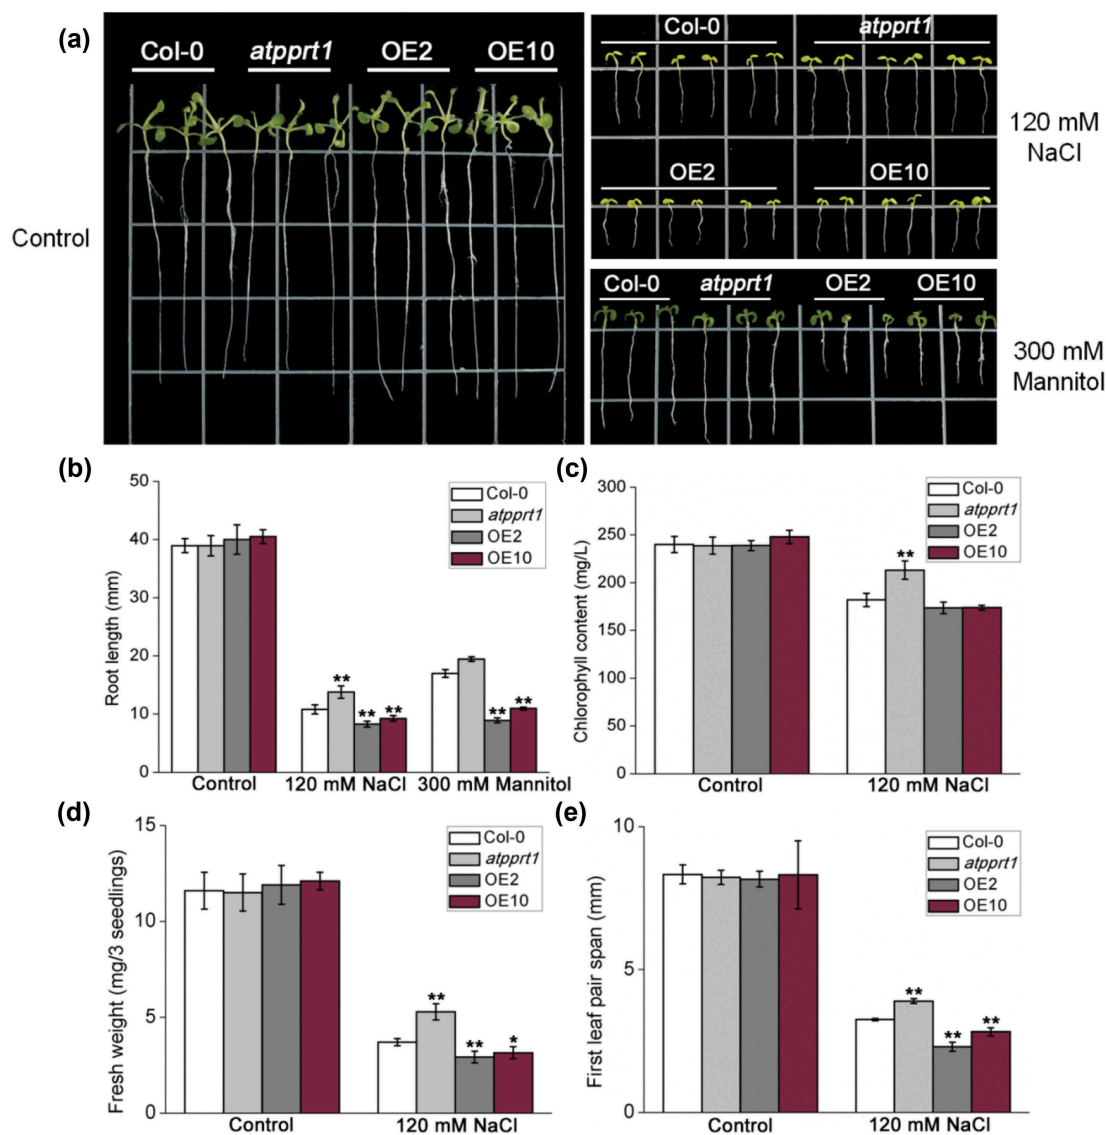 (a)
Col-0 atpprt1 OE2 OE10
Control
Col-0 atpprt1
OE2 OE10
120 mM
NaCl
Col-0 atpprt1 OE2 OE10
300 mM
Mannitol
(b)
50
40
30
20
10
0
Root length (mm)
Col-0
atpprt1
OE2
OE10
** ** **
** **
Control 120 mM NaCl 300 mM Mannitol
(c)
300
250
200
150
100
50
0
Chlorophyll content (mg/L)
Col-0
atpprt1
OE2
OE10
**
Control 120 mM NaCl
(d)
15
10
5
0
Fresh weight (mg/3 seedlings)
Col-0
atpprt1
OE2
OE10
** ** *
Control 120 mM NaCl
(e)
10
5
0
First leaf pair span (mm)
Col-0
atpprt1
OE2
OE10
** ** **
Control 120 mM NaCl